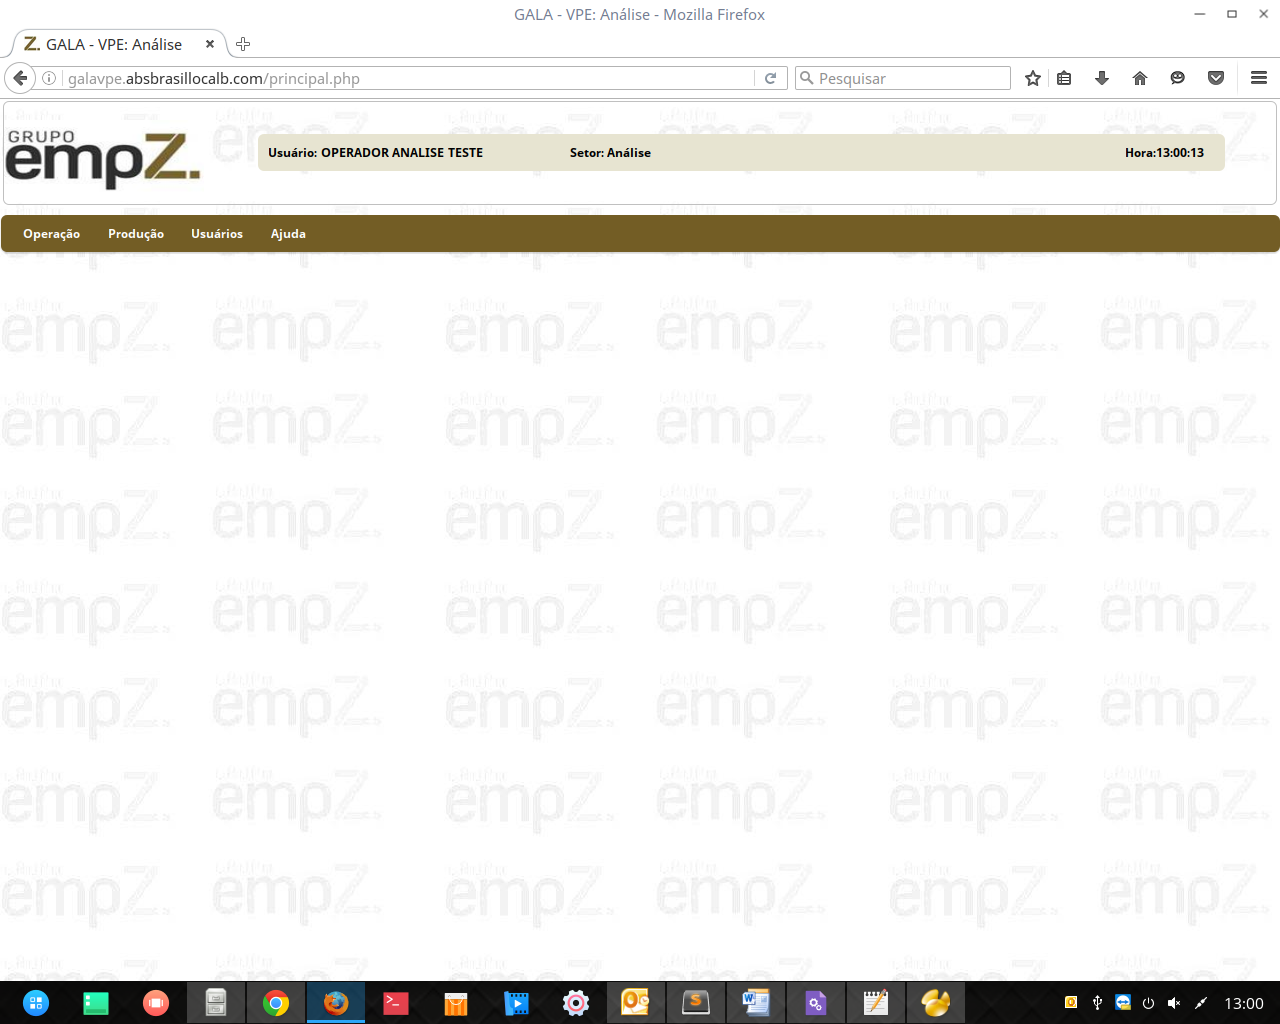 GALA - VPE: Análise - Mozilla Firefox
GALA - VPE: Análise
galavpe.absbrasillocalb.com/principal.php
Pesquisar
GRUPO
empZ.
Usuário: OPERADOR ANALISE TESTE Setor: Análise Hora:13:00:13
Operação Produção Usuários Ajuda
13:00